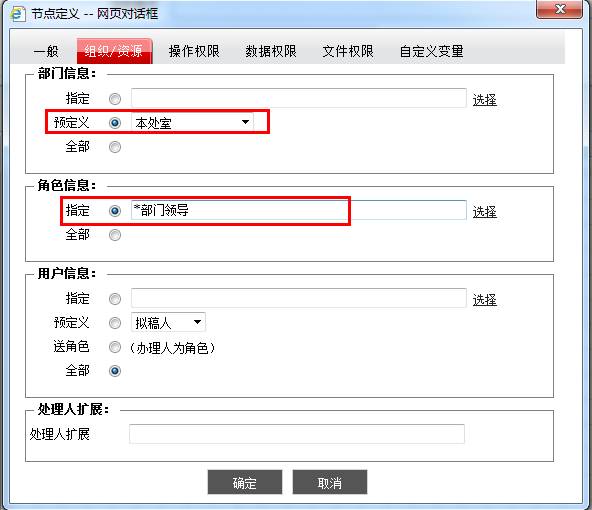 节点定义 -- 网页对话框
一般 组织/资源 操作权限 数据权限 文件权限 自定义变量
部门信息：
指定 选择
预定义 本处室
全部
角色信息：
指定 *部门领导 选择
全部
用户信息：
指定 选择
预定义 拟稿人
送角色 （办理人为角色）
全部
处理人扩展：
处理人扩展
确定 取消